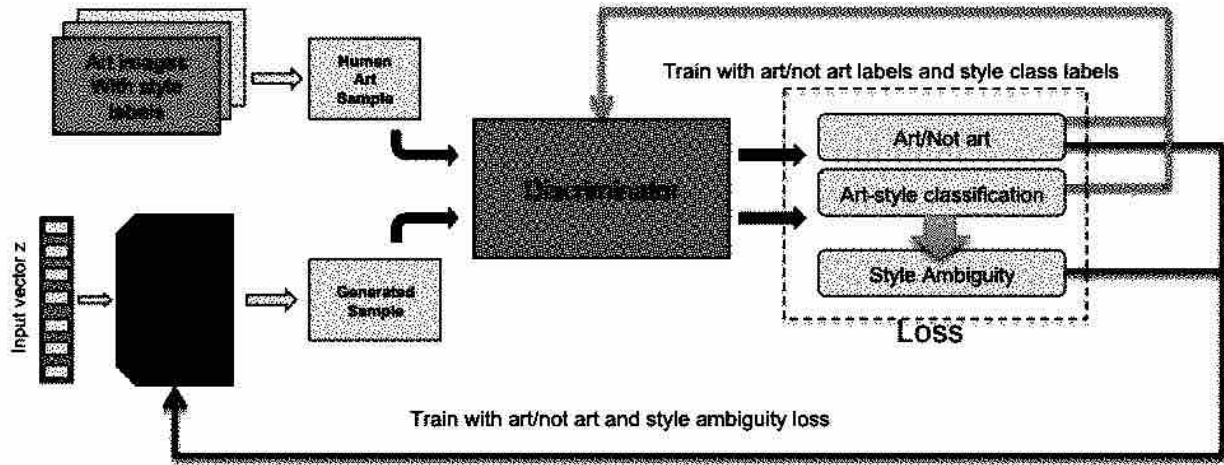 Art images
With style
labels
Human
Art
Sample
Train with art/not art labels and style class labels
Art/Not art
Discriminator
Art-style classification
Input vector z
Generated
Sample
Style Ambiguity
Loss
Train with art/not art and style ambiguity loss